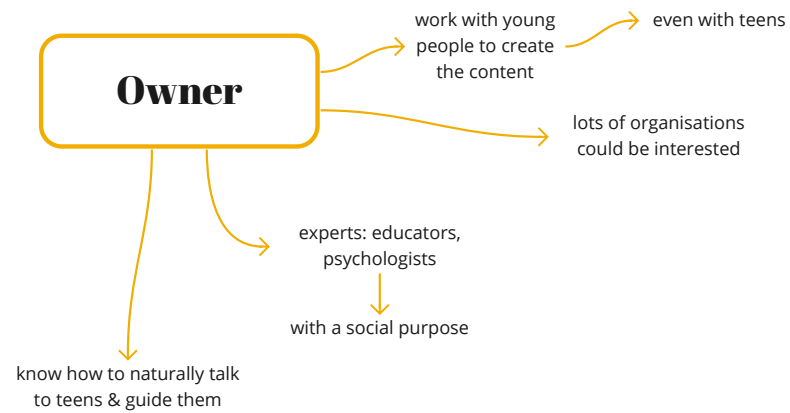 Owner
work with young
people to create
the content
even with teens
lots of organisations
could be interested
experts: educators,
psychologists
with a social purpose
know how to naturally talk
to teens & guide them